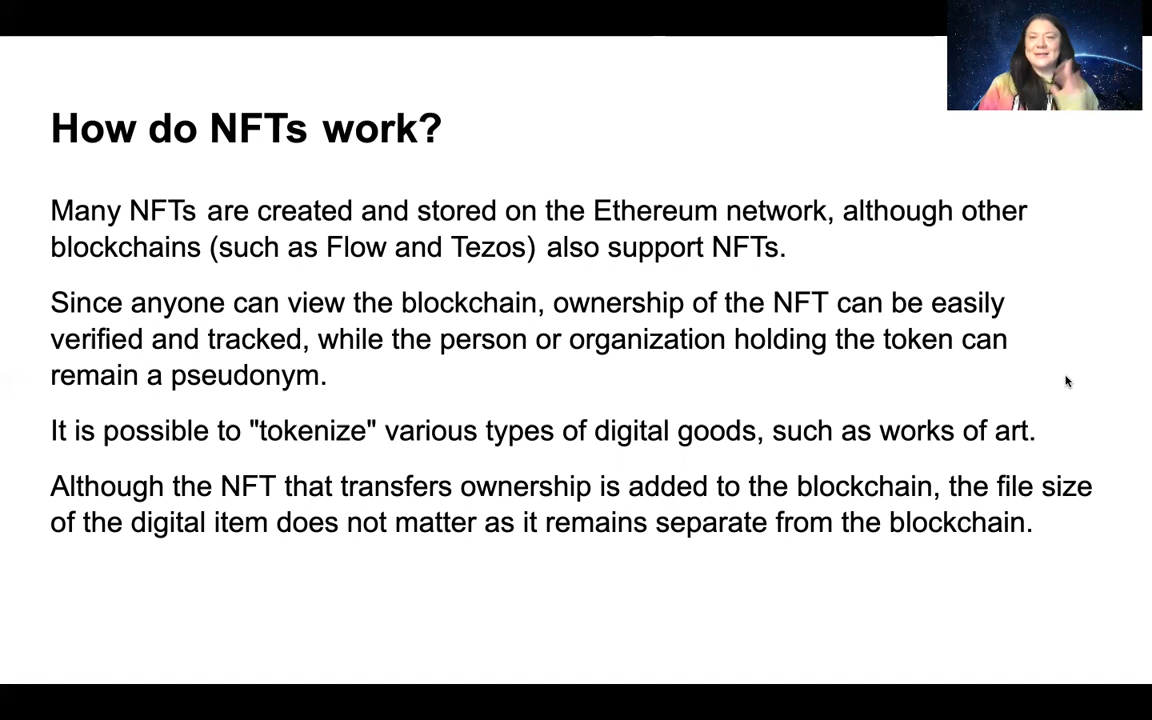 How do NFTs work?
Many NFTs are created and stored on the Ethereum network, although other
blockchains (such as Flow and Tezos) also support NFTs.
Since anyone can view the blockchain, ownership of the NFT can be easily
verified and tracked, while the person or organization holding the token can
remain a pseudonym.
It is possible to "tokenize" various types of digital goods, such as works of art.
Although the NFT that transfers ownership is added to the blockchain, the file size
of the digital item does not matter as it remains separate from the blockchain.